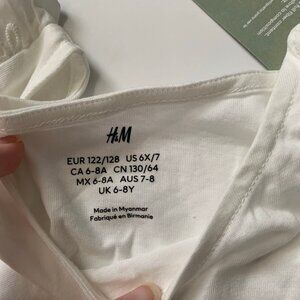 H&M
EUR 122/128 US 6X/7
CA 6-8A CN 130/64
MX 6-8A AUS 7-8
UK 6-8Y
Made in Myanmar
Fabriqué en Birmanie